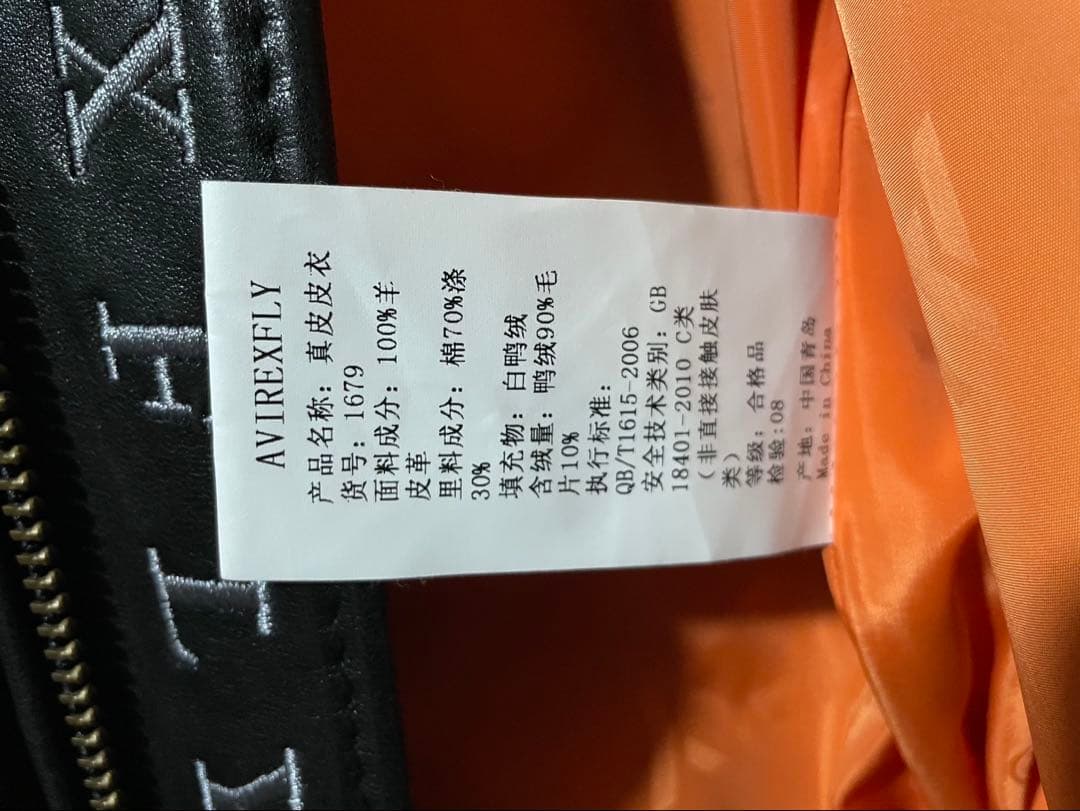 AVIREXFLY
产品名称：真皮皮衣
货号：1679
面料成分：100%羊
皮革
里料成分：棉70%涤
30%
填充物：白鸭绒
含绒量：鸭绒90%毛
片10%
执行标准：
QB/T1615-2006
安全技术类别：GB
18401-2010 C类
（非直接接触皮肤
类）
等级：合格品
检验:08
产地：中国青岛
Made in China